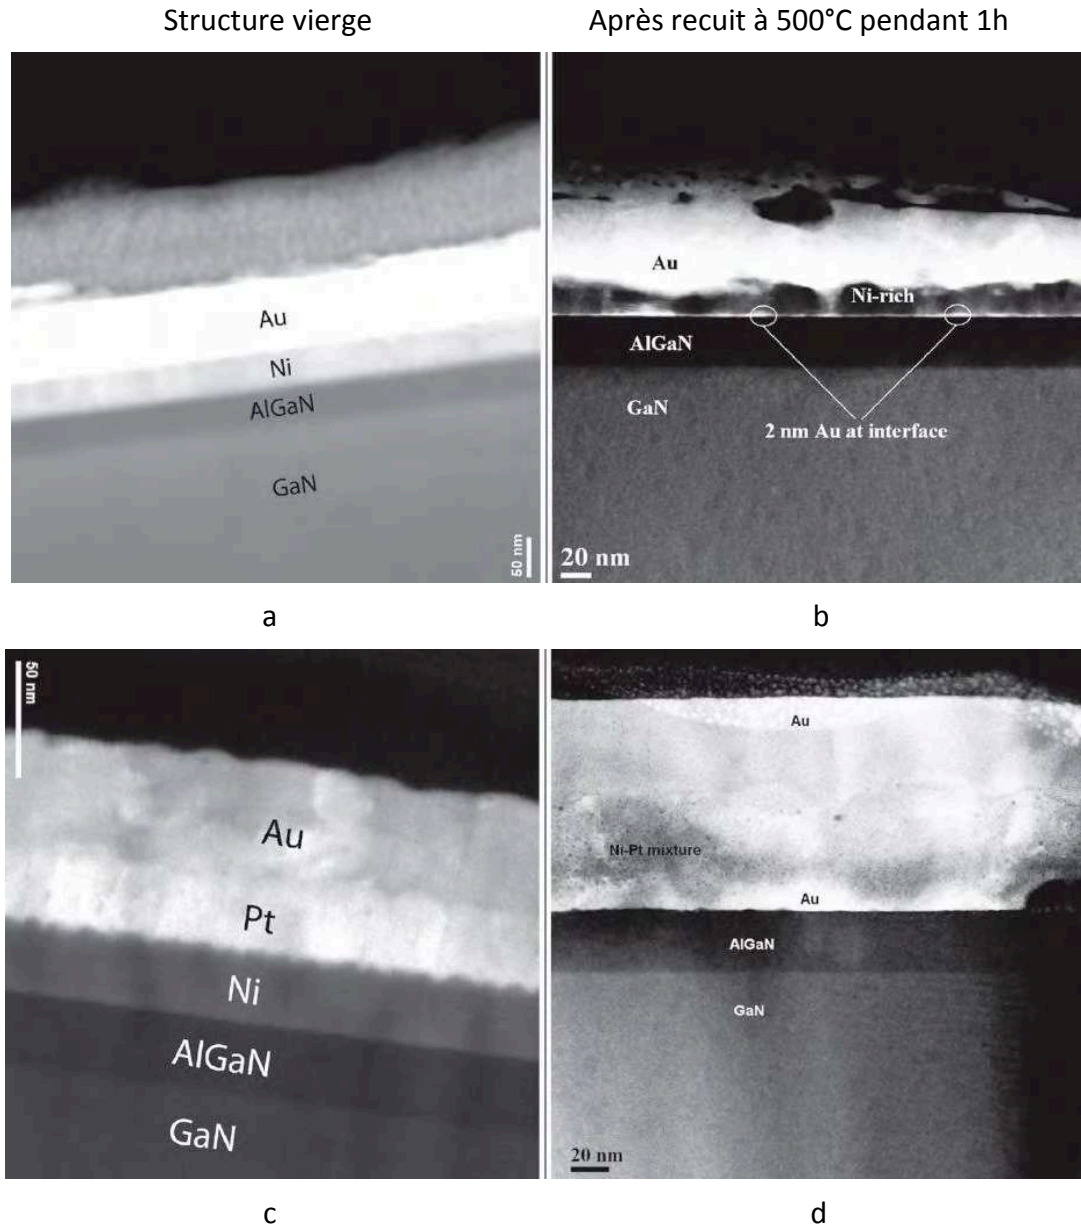 Structure vierge
Après recuit à 500°C pendant 1h
Au
Ni
AlGaN
GaN
50 nm
Au
Ni-rich
AlGaN
GaN
2 nm Au at interface
20 nm
a
b
50 nm
Au
Pt
Ni
AlGaN
GaN
Au
Ni-Pt mixture
Au
AlGaN
GaN
20 nm
c
d